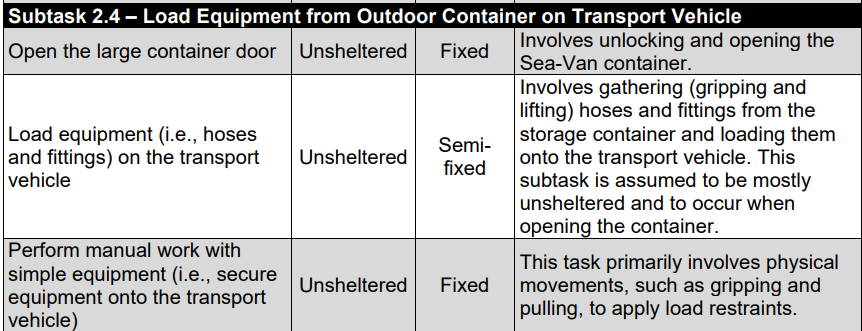 Subtask 2.4 – Load Equipment from Outdoor Container on Transport Vehicle
Open the large container door
Unsheltered
Fixed
Involves unlocking and opening the
Sea-Van container.
Load equipment (i.e., hoses
and fittings) on the transport
vehicle
Unsheltered
Semi-
fixed
Involves gathering (gripping and
lifting) hoses and fittings from the
storage container and loading them
onto the transport vehicle. This
subtask is assumed to be mostly
unsheltered and to occur when
opening the container.
Perform manual work with
simple equipment (i.e., secure
equipment onto the transport
vehicle)
Unsheltered
Fixed
This task primarily involves physical
movements, such as gripping and
pulling, to apply load restraints.